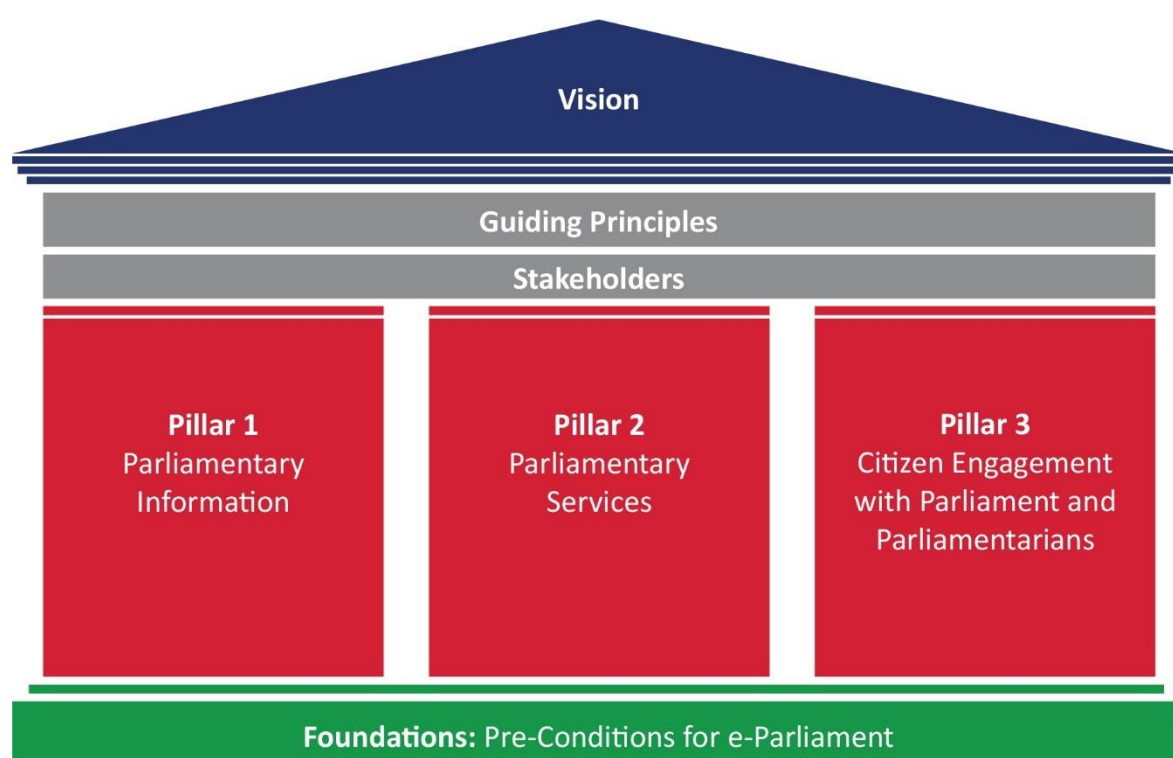 Vision
Guiding Principles
Stakeholders
Pillar 1
Parliamentary
Information
Pillar 2
Parliamentary
Services
Pillar 3
Citizen Engagement
with Parliament and
Parliamentarians
Foundations: Pre-Conditions for e-Parliament